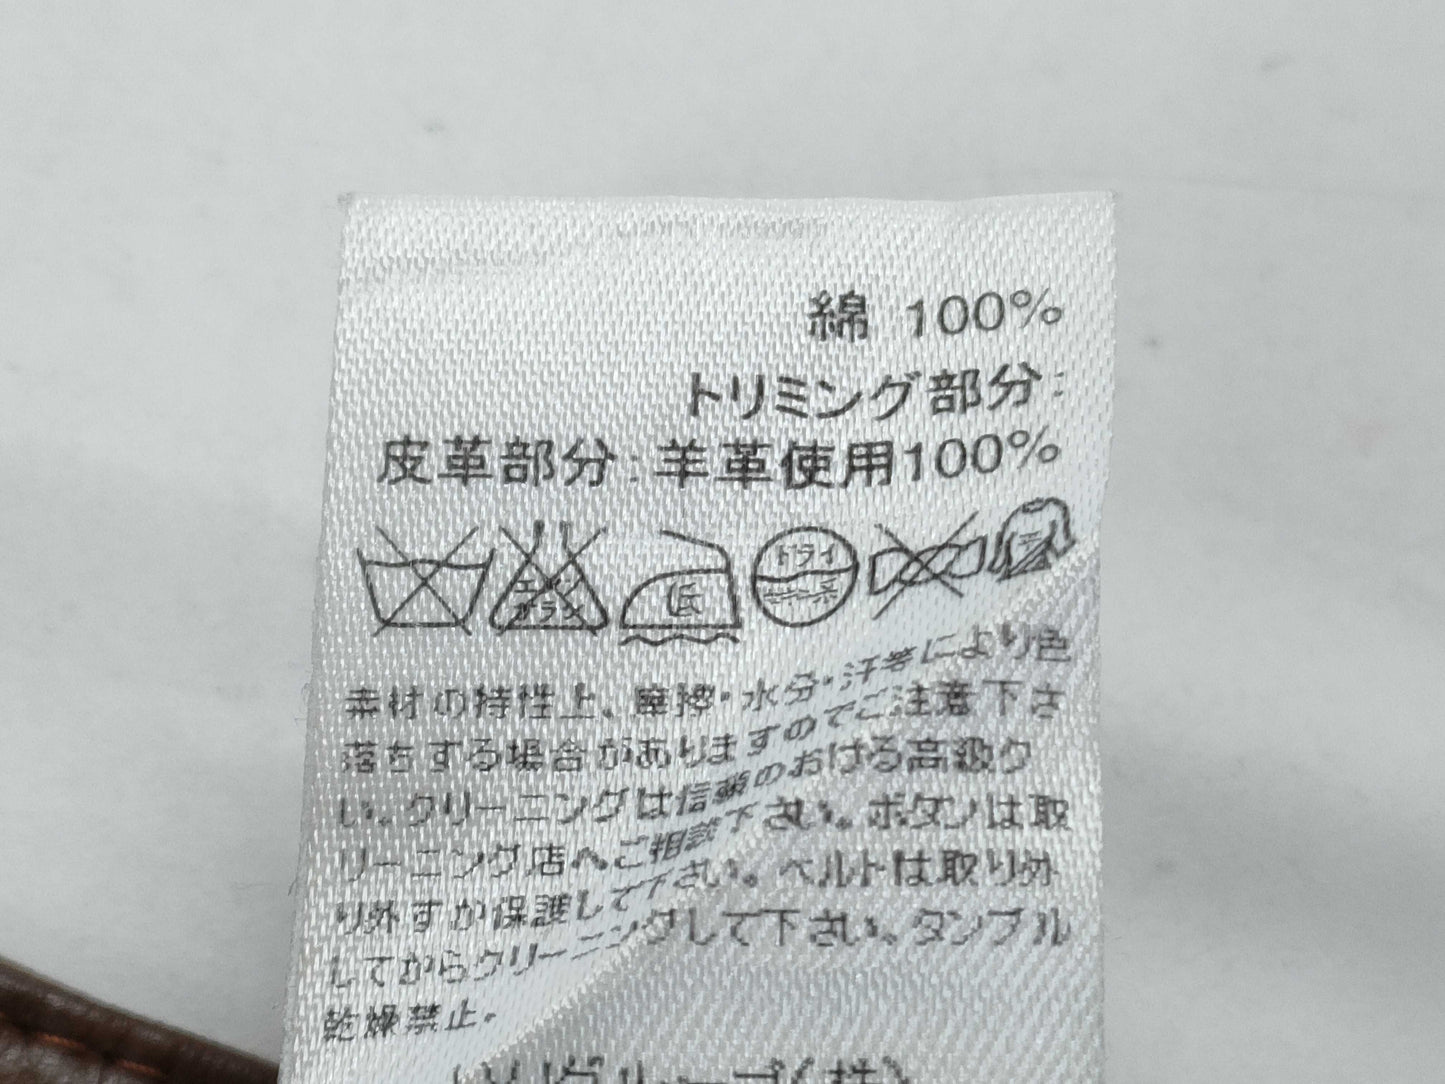 綿 100%
トリミング部分:
皮革部分:羊革使用100%
エンソ
サラシ
低
ドライ
素材の特性上、摩擦・水分・汗等により色
落ちする場合がありますのでご注意下さ
い。クリーニングは信頼のおける高級ク
リーニング店へご相談下さい。ボタンは取
り外すか保護して下さい。ベルトは取り外
してからクリーニングして下さい。タンブル
乾燥禁止。